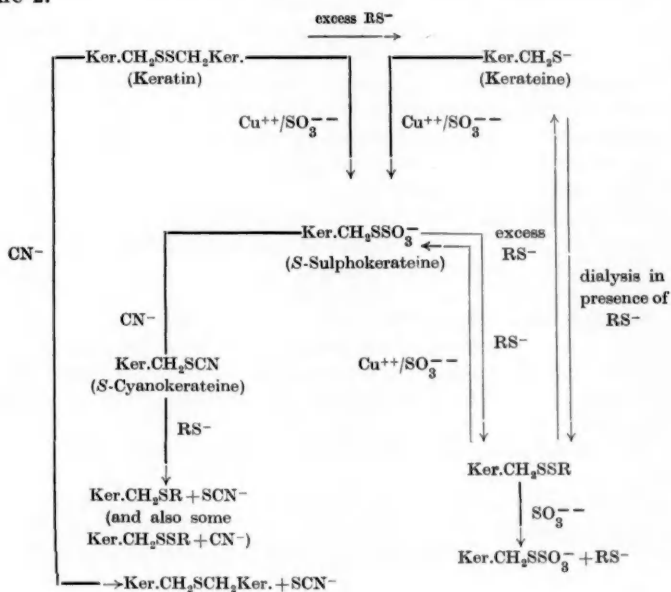 excess RS⁻
Ker.CH₂SSCH₂Ker.
(Keratin)
Ker.CH₂S⁻
(Kerateine)
Cu⁺⁺/SO₃⁻⁻
Cu⁺⁺/SO₃⁻⁻
Ker.CH₂SSO₃⁻
(S-Sulphokerateine)
excess
RS⁻
dialysis in
presence of
RS⁻
CN⁻
CN⁻
RS⁻
Cu⁺⁺/SO₃⁻⁻
Ker.CH₂SCN
(S-Cyanokerateine)
RS⁻
Ker.CH₂SSR
Ker.CH₂SR + SCN⁻
(and also some
Ker.CH₂SSR + CN⁻)
SO₃⁻⁻
Ker.CH₂SSO₃⁻ + RS⁻
Ker.CH₂SCH₂Ker. + SCN⁻